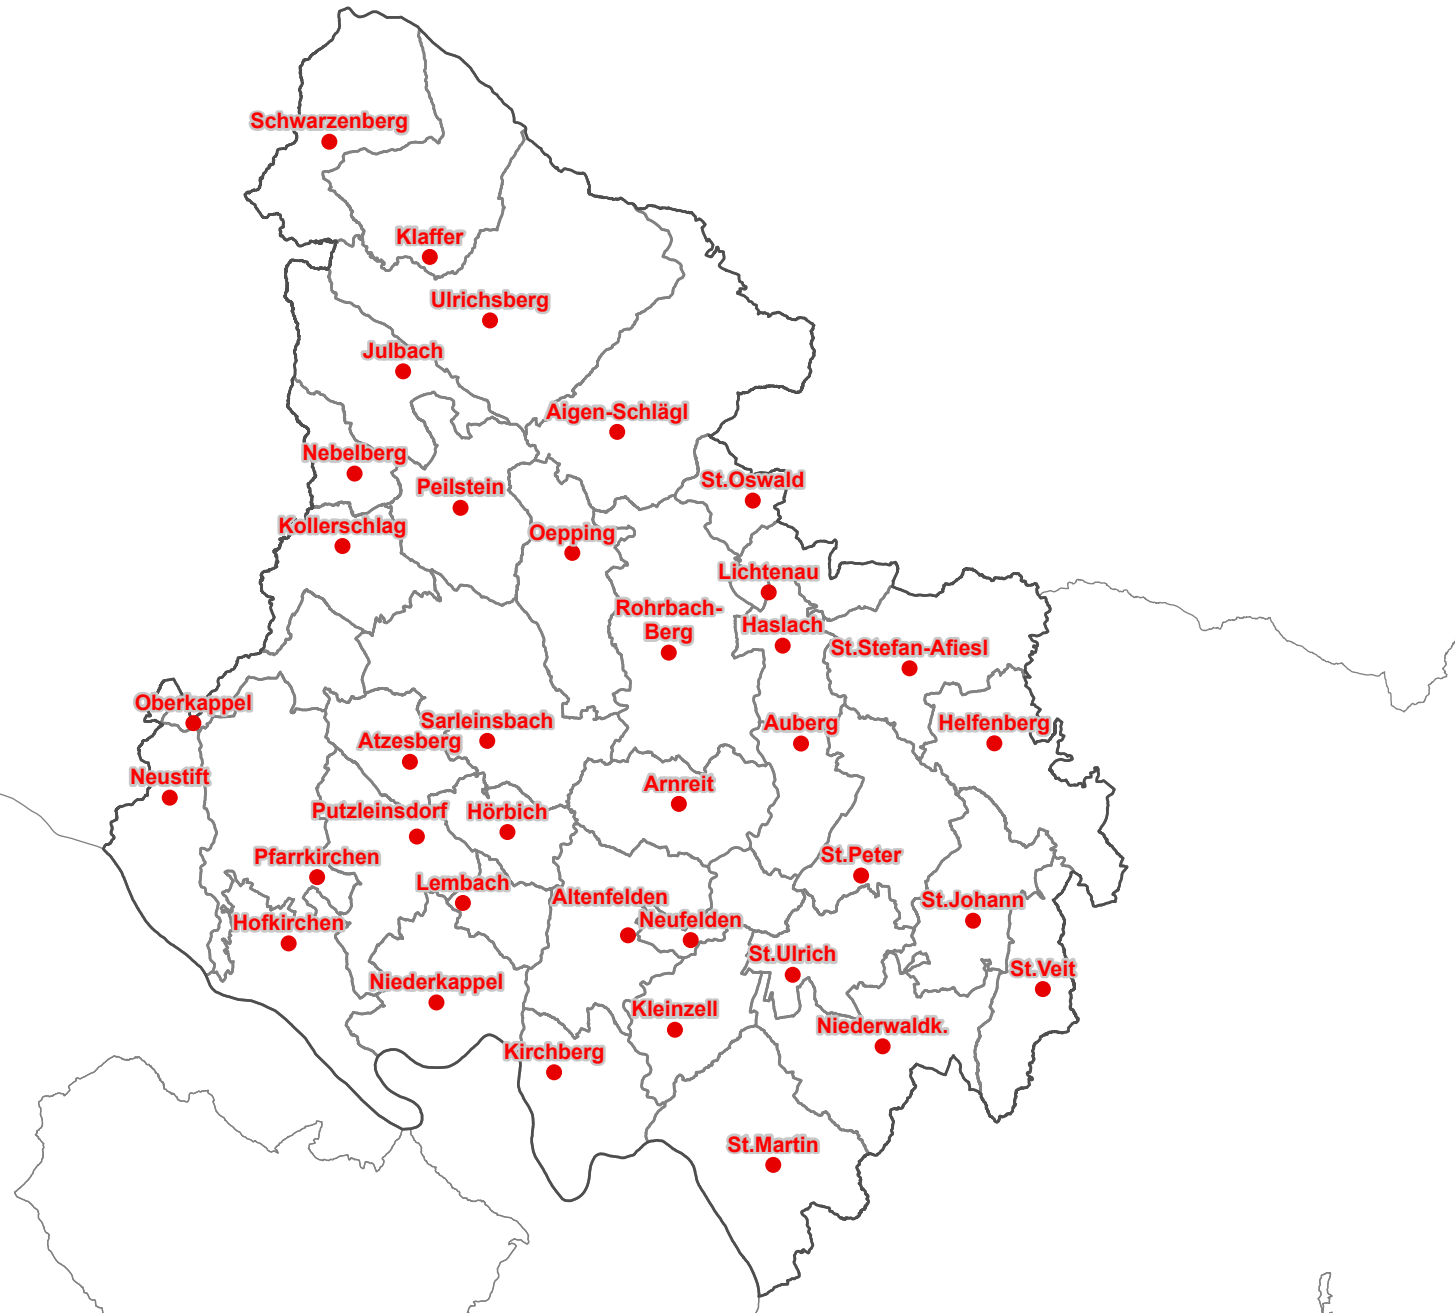 Schwarzenberg
Klaffer
Ulrichsberg
Julbach
Aigen-Schlägl
Nebelberg
St.Oswald
Peilstein
Kollerschlag
Oepping
Lichtenau
Rohrbach-
Berg
Haslach
St.Stefan-Afiesl
Oberkappel
Sarleinsbach
Auberg
Helfenberg
Atzesberg
Neustift
Arnreit
Putzleinsdorf
Hörbich
Pfarrkirchen
St.Peter
Lembach
Altenfelden
St.Johann
Hofkirchen
Neufelden
St.Ulrich
St.Veit
Niederkappel
Kleinzell
Niederwaldk.
Kirchberg
St.Martin